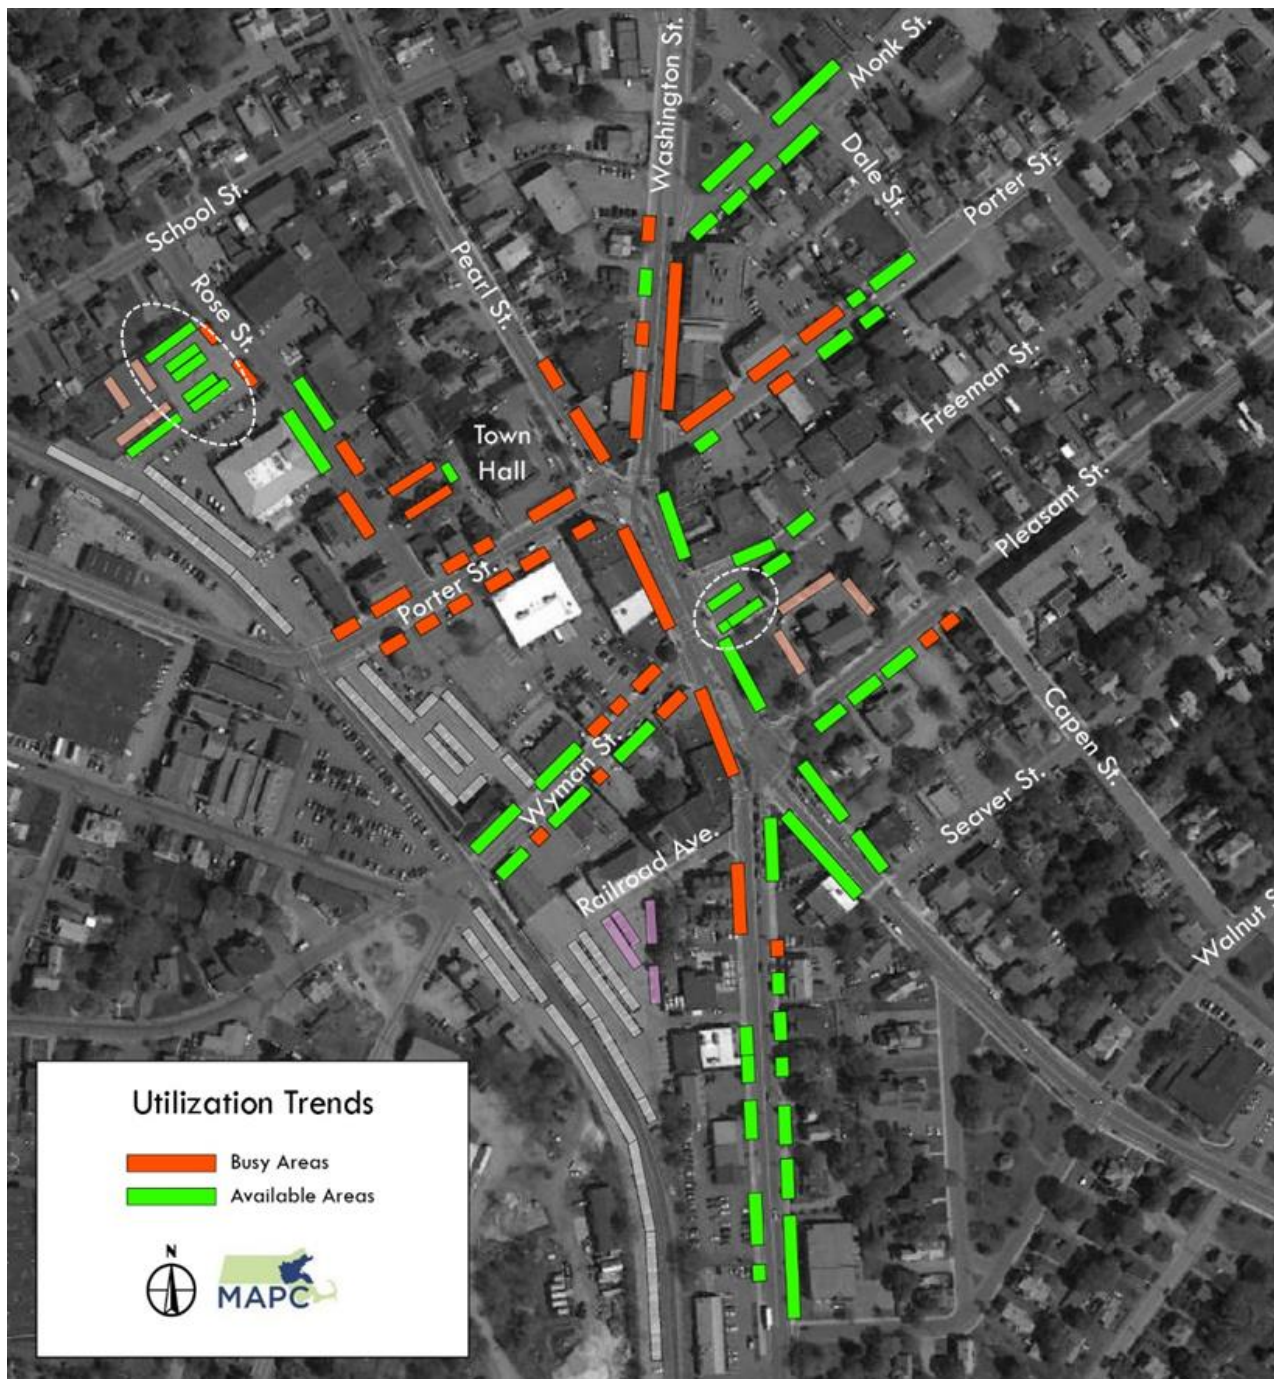 Washington St.
Monk St.
Dale St.
Porter St.
School St.
Rose St.
Pearl St.
Freeman St.
Town
Hall
Pleasant St.
Porter St.
Wyman St.
Capen St.
Seaver St.
Railroad Ave.
Walnut S
Utilization Trends
Busy Areas
Available Areas
N
MAPC